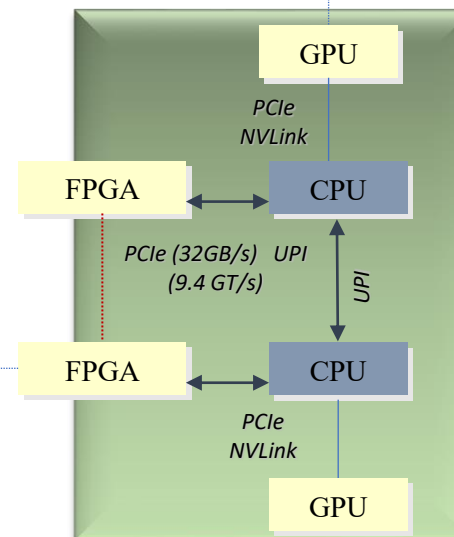 GPU
PCIe
NVLink
FPGA
CPU
PCIe (32GB/s) UPI
(9.4 GT/s)
UPI
FPGA
CPU
PCIe
NVLink
GPU